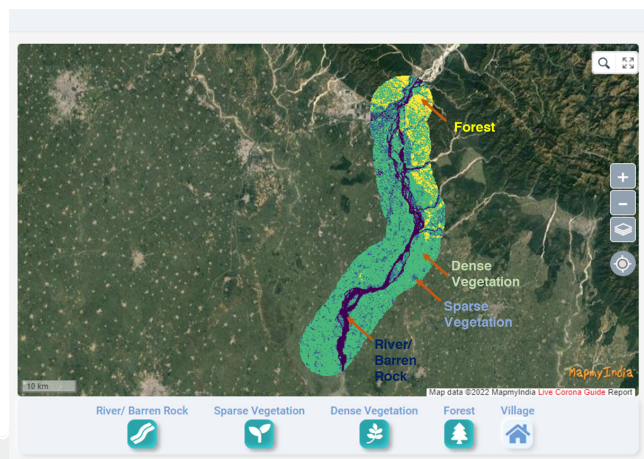 Forest
Dense
Vegetation
Sparse
Vegetation
River/
Barren
Rock
MapmyIndia
10 km
Map data ©2022 MapmyIndia Live Corona Guide Report
River/ Barren Rock Sparse Vegetation Dense Vegetation Forest Village